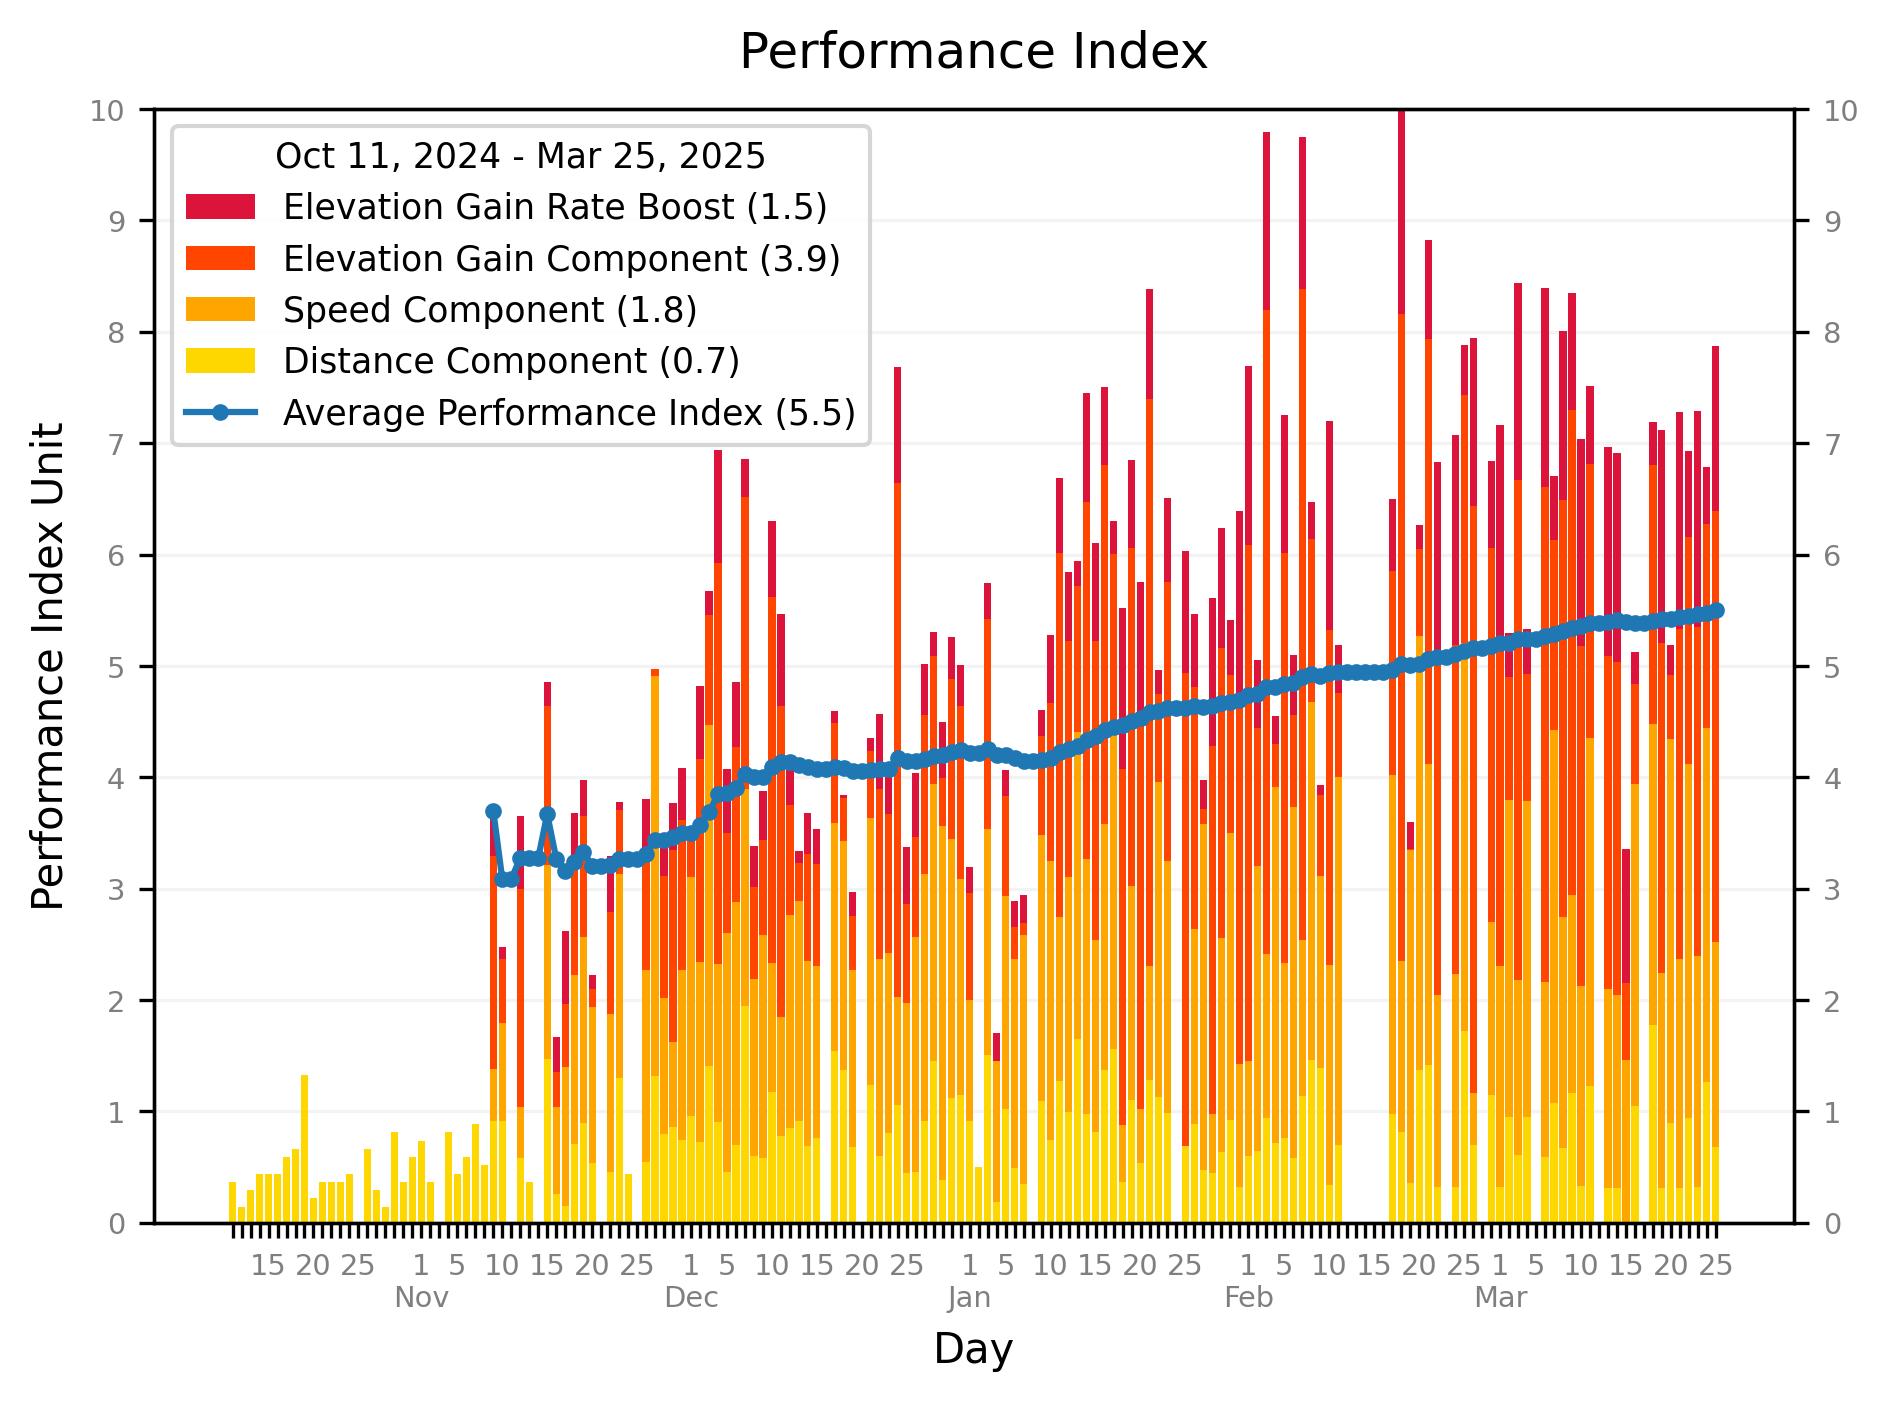 Performance Index
10
9
8
7
6
5
4
3
2
1
0
Performance Index Unit
Oct 11, 2024 - Mar 25, 2025
Elevation Gain Rate Boost (1.5)
Elevation Gain Component (3.9)
Speed Component (1.8)
Distance Component (0.7)
Average Performance Index (5.5)
10
9
8
7
6
5
4
3
2
1
0
15 20 25 1 5 10 15 20 25 1 5 10 15 20 25 1 5 10 15 20 25 1 5 10 15 20 25 1 5 10 15 20 25
Nov Dec Jan Feb Mar
Day